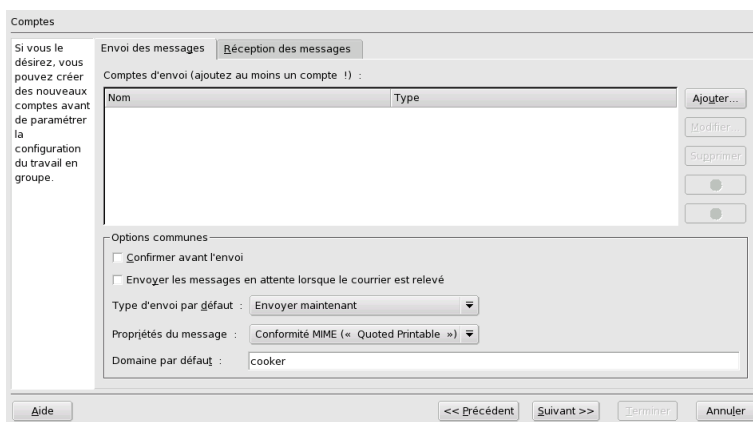 Comptes
Si vous le
désirez, vous
pouvez créer
des nouveaux
comptes avant
de paramétrer
la
configuration
du travail en
groupe.
Envoi des messages
Réception des messages
Comptes d'envoi (ajoutez au moins un compte !) :
Nom Type
Ajouter...
Modifier...
Supprimer
Options communes
Confirmer avant l'envoi
Envoyer les messages en attente lorsque le courrier est relevé
Type d'envoi par défaut : Envoyer maintenant
Propriétés du message : Conformité MIME (« Quoted Printable »)
Domaine par défaut : cooker
Aide
<< Précédent
Suivant >>
Terminer
Annuler